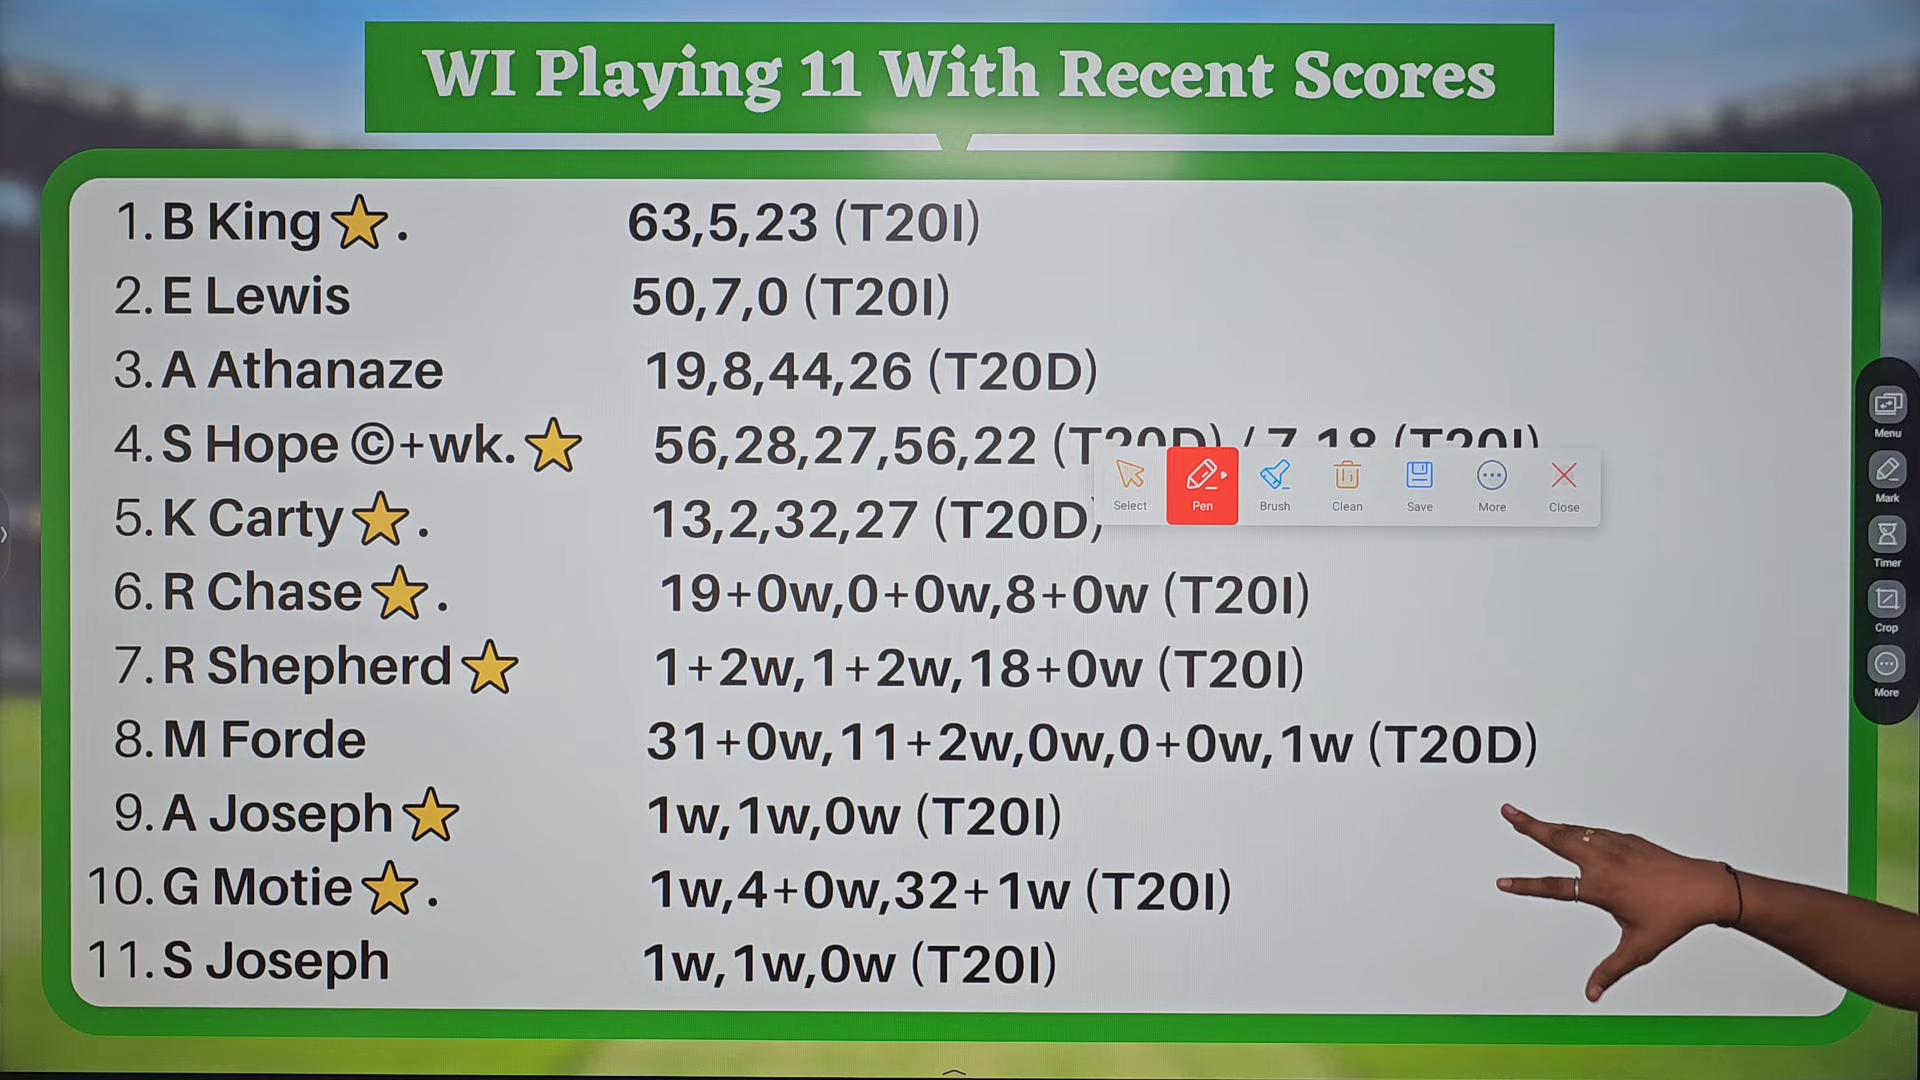 WI Playing 11 With Recent Scores
1. B King ⭐. 63,5,23 (T20I)
2. E Lewis 50,7,0 (T20I)
3. A Athanaze 19,8,44,26 (T20D)
4. S Hope ©+wk. ⭐ 56,28,27,56,22 (T20D) / 7,18 (T20I)
5. K Carty ⭐. 13,2,32,27 (T20D)
6. R Chase ⭐. 19+0w,0+0w,8+0w (T20I)
7. R Shepherd ⭐ 1+2w,1+2w,18+0w (T20I)
8. M Forde 31+0w,11+2w,0w,0+0w,1w (T20D)
9. A Joseph ⭐ 1w,1w,0w (T20I)
10. G Motie ⭐. 1w,4+0w,32+1w (T20I)
11. S Joseph 1w,1w,0w (T20I)
Select Pen Brush Clean Save More Close
Menu
Mark
Timer
Crop
More